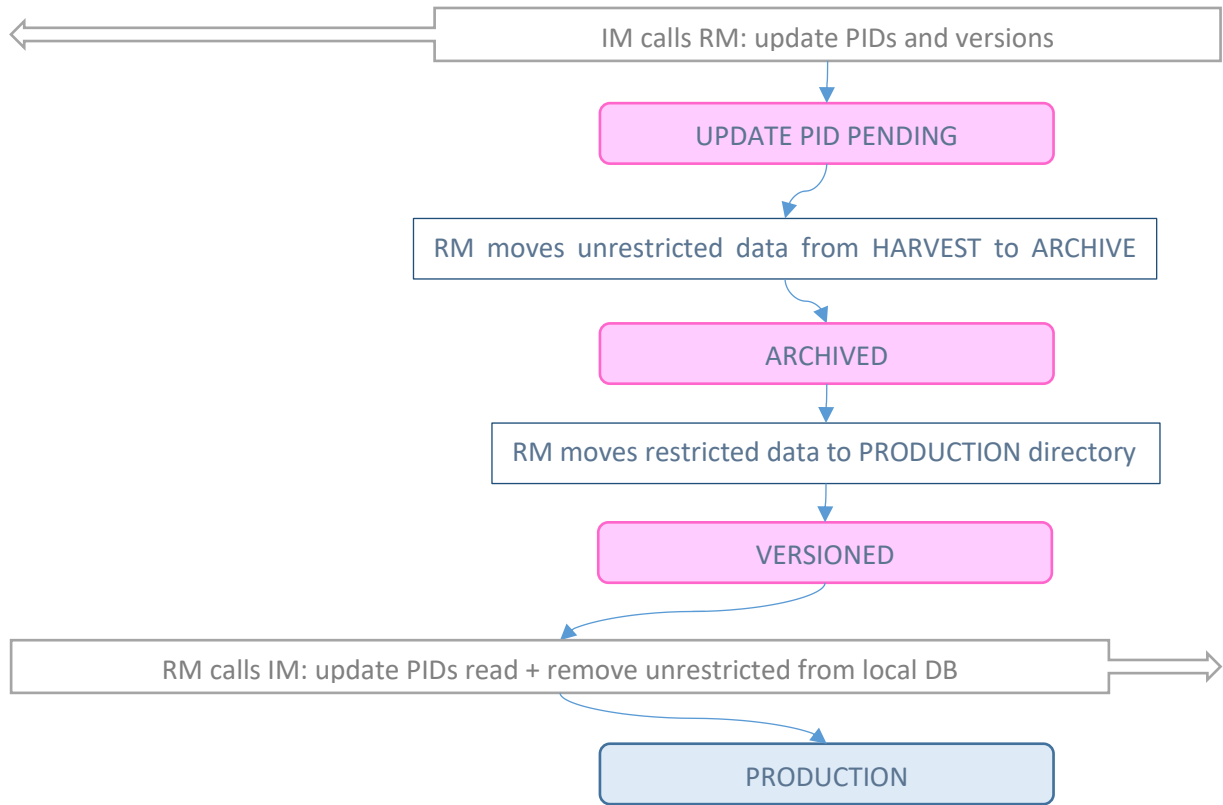 IM calls RM: update PIDs and versions
UPDATE PID PENDING
RM moves unrestricted data from HARVEST to ARCHIVE
ARCHIVED
RM moves restricted data to PRODUCTION directory
VERSIONED
RM calls IM: update PIDs read + remove unrestricted from local DB
PRODUCTION